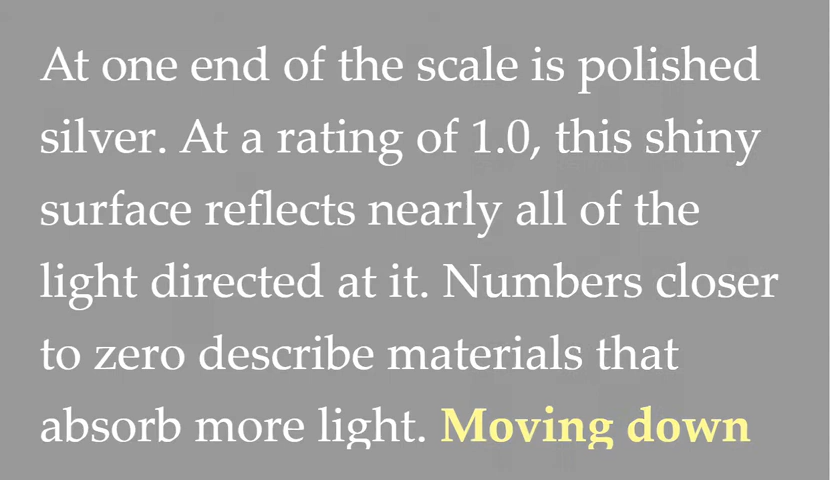 At one end of the scale is polished
silver. At a rating of 1.0, this shiny
surface reflects nearly all of the
light directed at it. Numbers closer
to zero describe materials that
absorb more light. Moving down